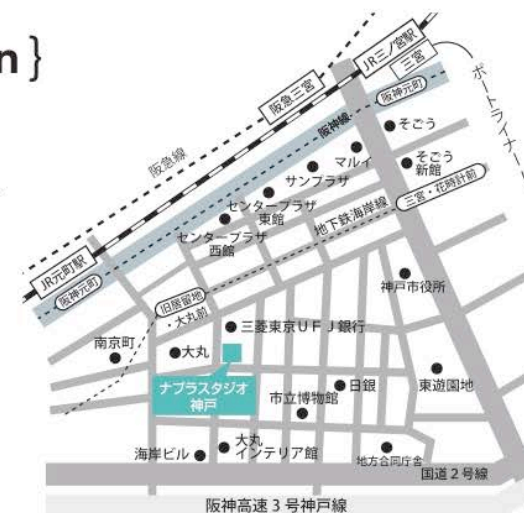 n }
JR三ノ宮駅
三宮
ポートライナー
阪急三宮
阪神元町
阪神線
そごう
阪急線
マルイ
そごう
新館
サンプラザ
三宮・花時計前
センタープラザ
東館
地下鉄海岸線
センタープラザ
西館
JR元町駅
阪神元町
神戸市役所
旧居留地
・大丸前
三菱東京UFJ銀行
南京町
大丸
ナプラスタジオ
神戸
日銀
東遊園地
市立博物館
大丸
インテリア館
海岸ビル
地方合同庁舎
国道2号線
阪神高速3号神戸線